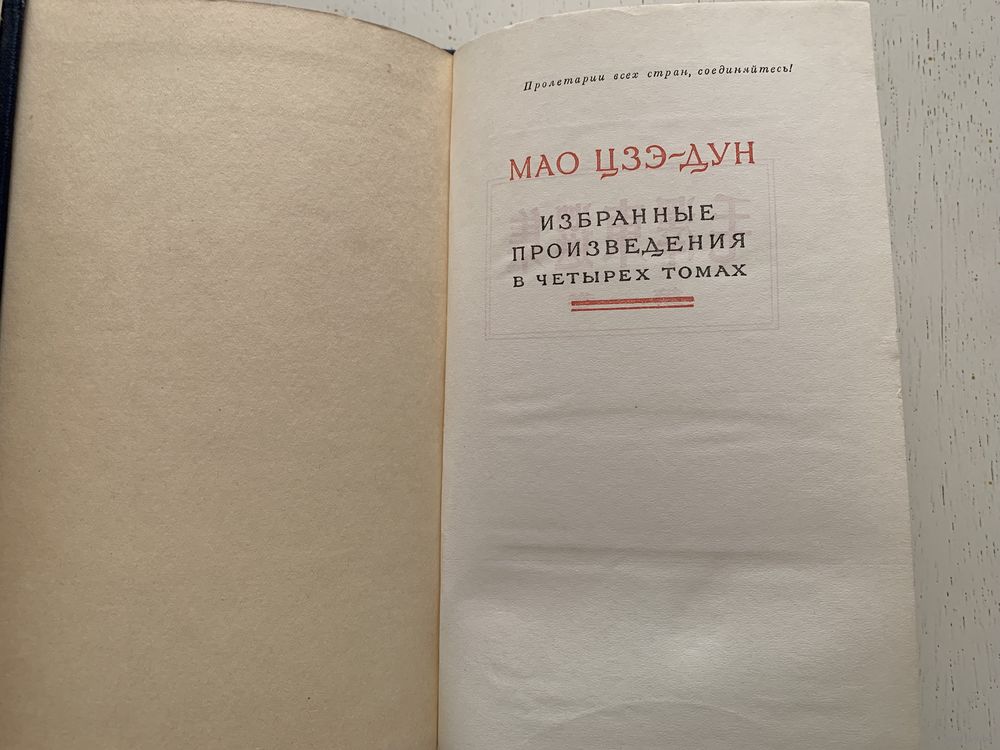 Пролетарии всех стран, соединяйтесь!
МАО ЦЗЭ-ДУН
ИЗБРАННЫЕ
ПРОИЗВЕДЕНИЯ
В ЧЕТЫРЕХ ТОМАХ